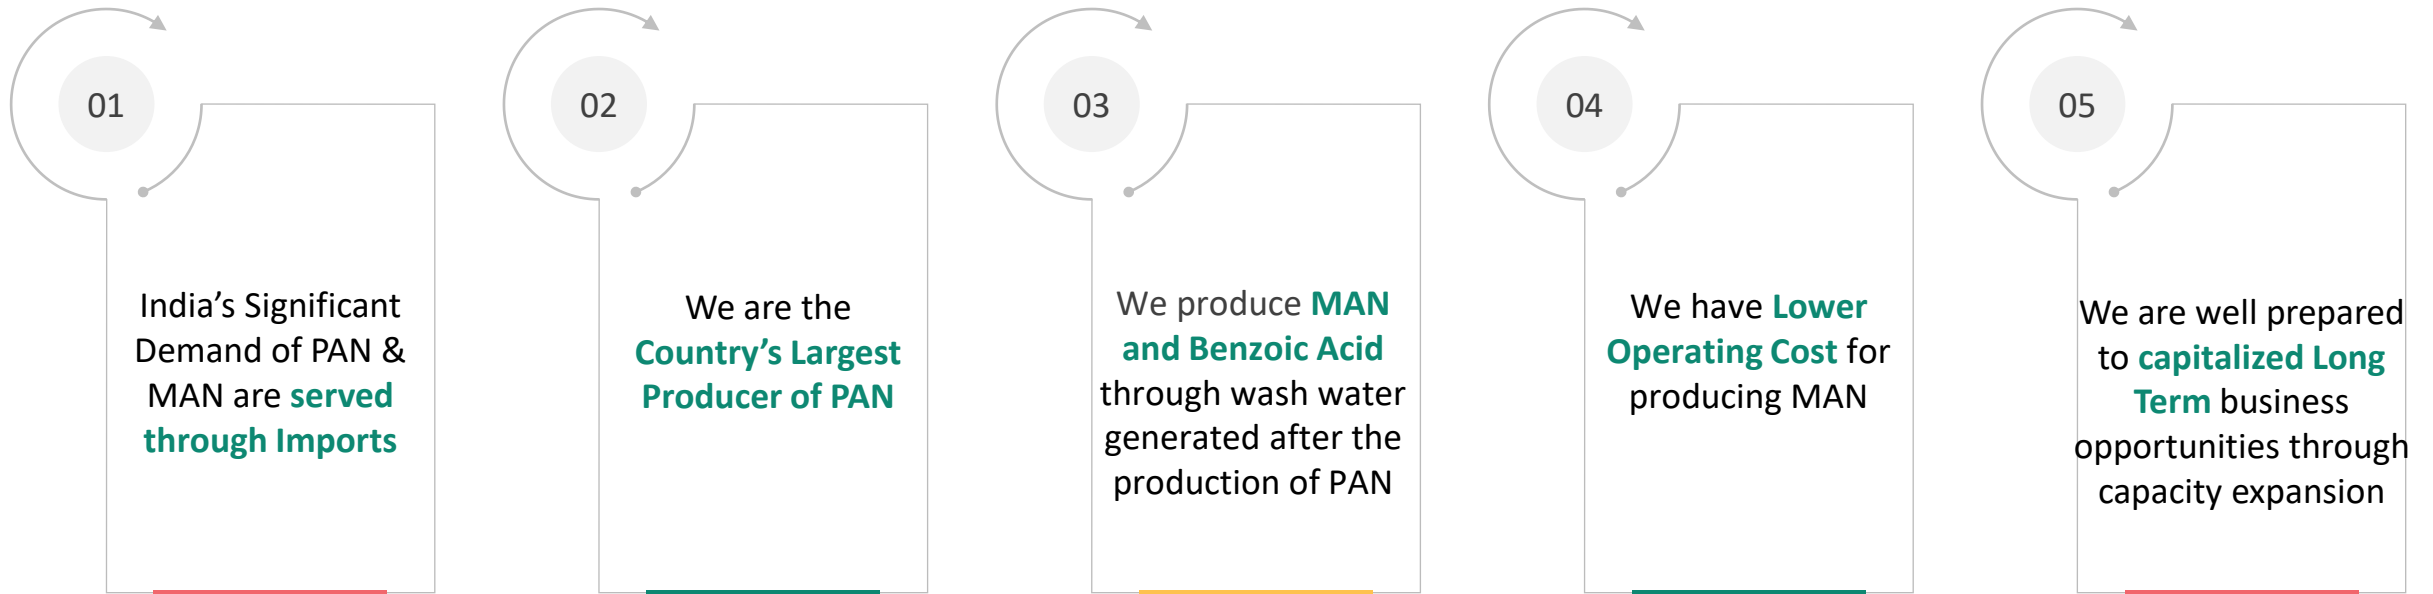 01
India’s Significant
Demand of PAN &
MAN are served
through Imports
02
We are the
Country’s Largest
Producer of PAN
03
We produce MAN
and Benzoic Acid
through wash water
generated after the
production of PAN
04
We have Lower
Operating Cost for
producing MAN
05
We are well prepared
to capitalized Long
Term business
opportunities through
capacity expansion